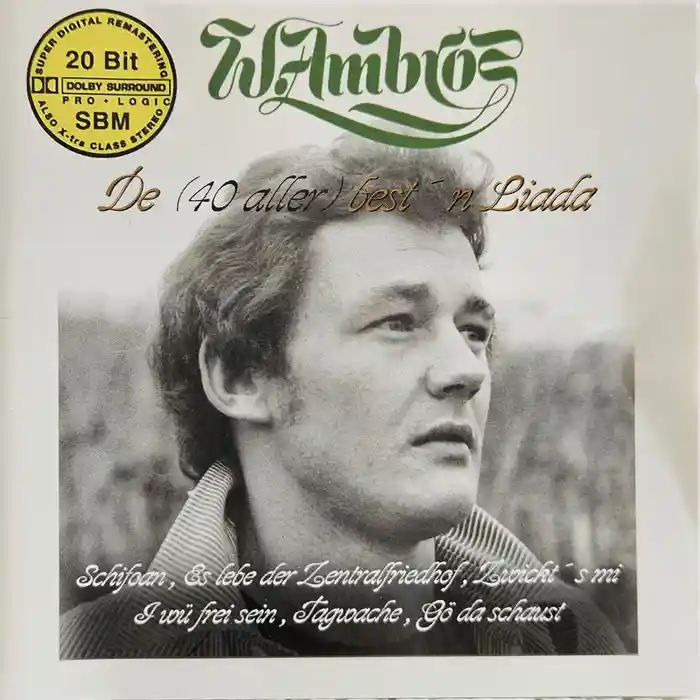 W.Ambros
SUPER DIGITAL REMASTERING
20 Bit
DOLBY SURROUND
PRO • LOGIC
SBM
ALSO X-tra CLASS STEREO
De (40 aller) best´n Liada
Schifoan, Es lebe der Zentralfriedhof, Zwickt´s mi
I wü frei sein, Tagwache, Gö da schaust